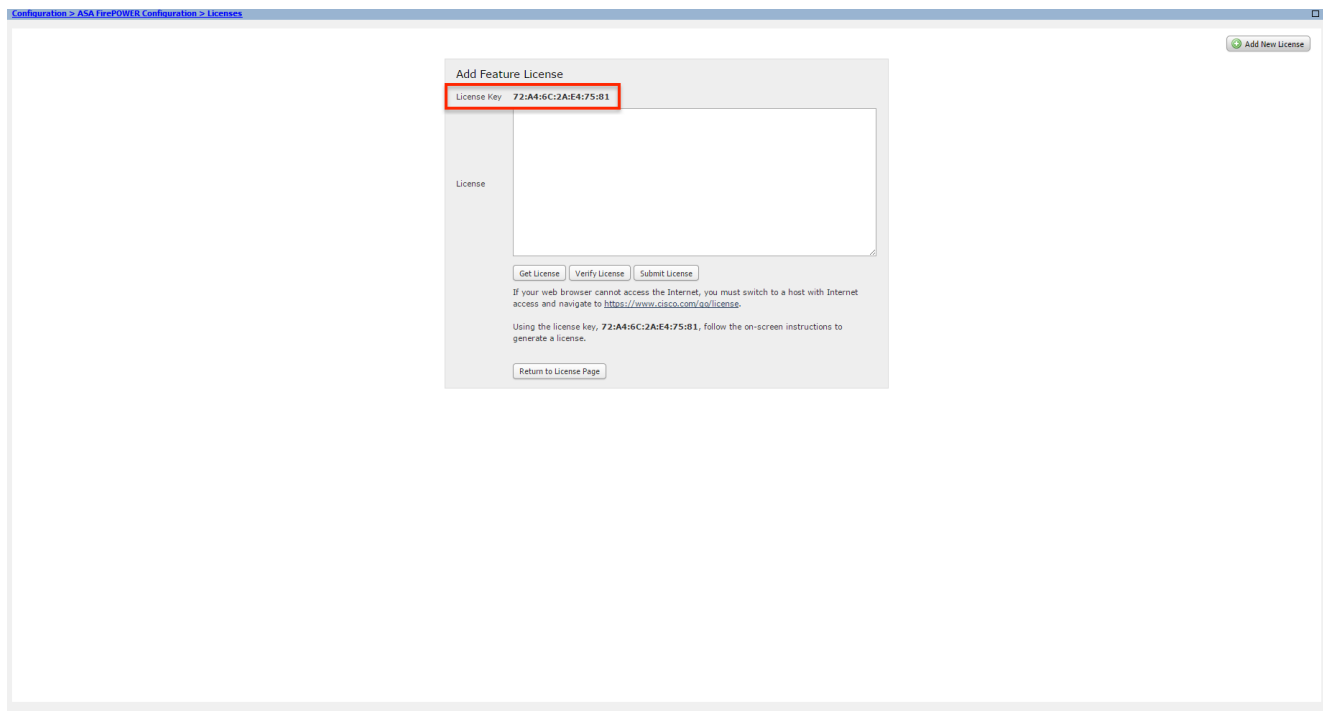 Configuration > ASA FirePOWER Configuration > Licenses
Add New License
Add Feature License
License Key 72:A4:6C:2A:E4:75:81
License
Get License Verify License Submit License
If your web browser cannot access the Internet, you must switch to a host with Internet
access and navigate to https://www.cisco.com/go/license.
Using the license key, 72:A4:6C:2A:E4:75:81, follow the on-screen instructions to
generate a license.
Return to License Page